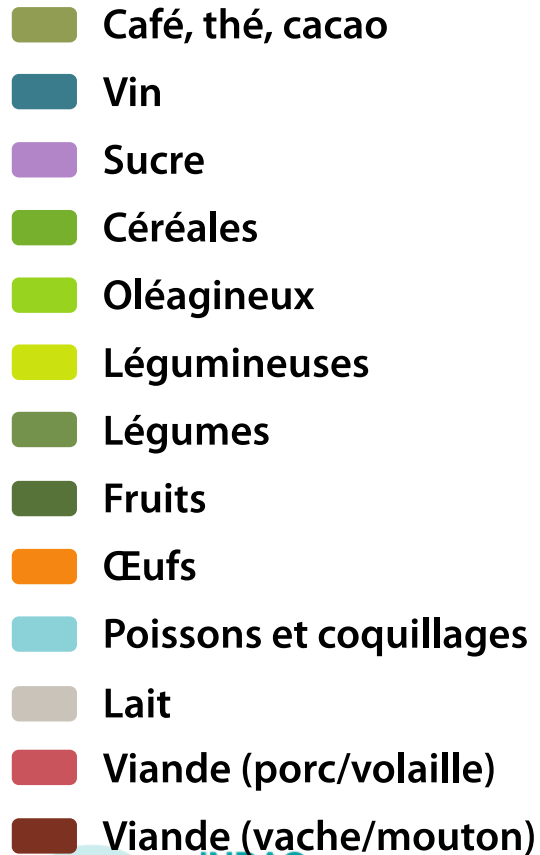 Café, thé, cacao
Vin
Sucre
Céréales
Oléagineux
Légumineuses
Légumes
Fruits
Œufs
Poissons et coquillages
Lait
Viande (porc/volaille)
Viande (vache/mouton)